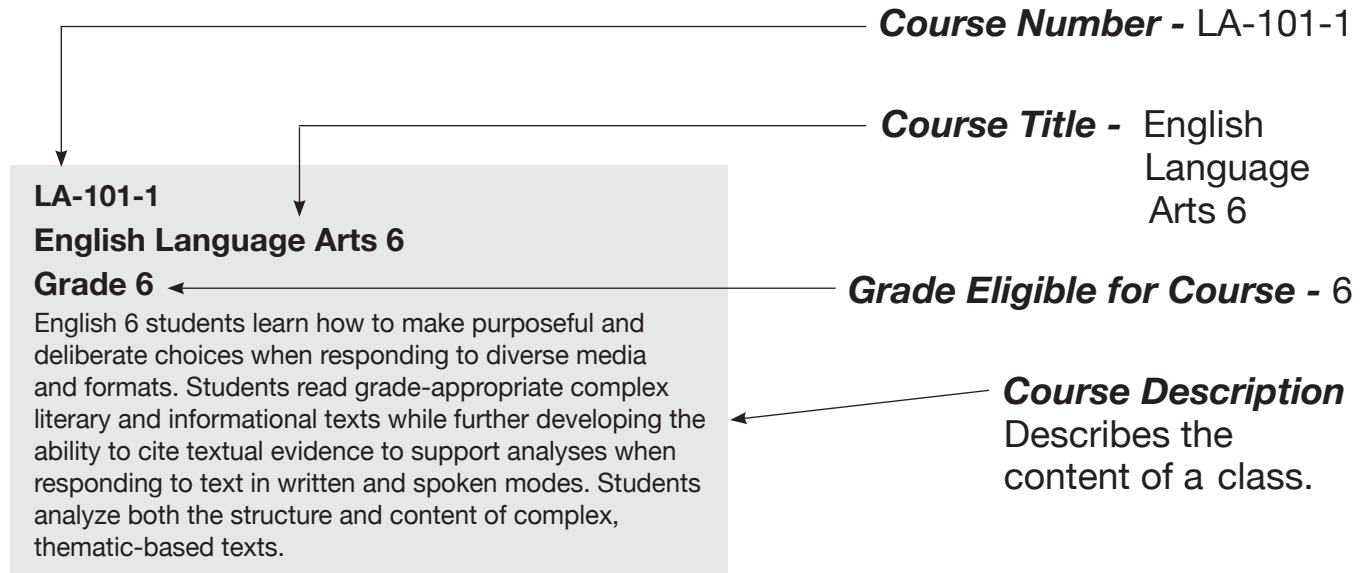 Course Number - LA-101-1
Course Title - English
Language
Arts 6
LA-101-1
English Language Arts 6
Grade 6
Grade Eligible for Course - 6
English 6 students learn how to make purposeful and
deliberate choices when responding to diverse media
and formats. Students read grade-appropriate complex
literary and informational texts while further developing the
ability to cite textual evidence to support analyses when
responding to text in written and spoken modes. Students
analyze both the structure and content of complex,
thematic-based texts.
Course Description
Describes the
content of a class.